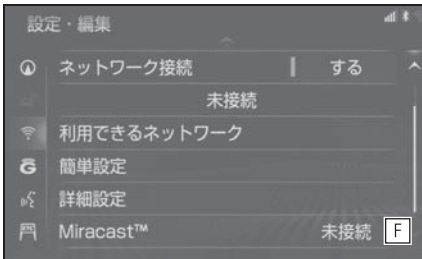 設定・編集
ネットワーク接続 する
未接続
利用できるネットワーク
簡単設定
詳細設定
Miracast™ 未接続 F